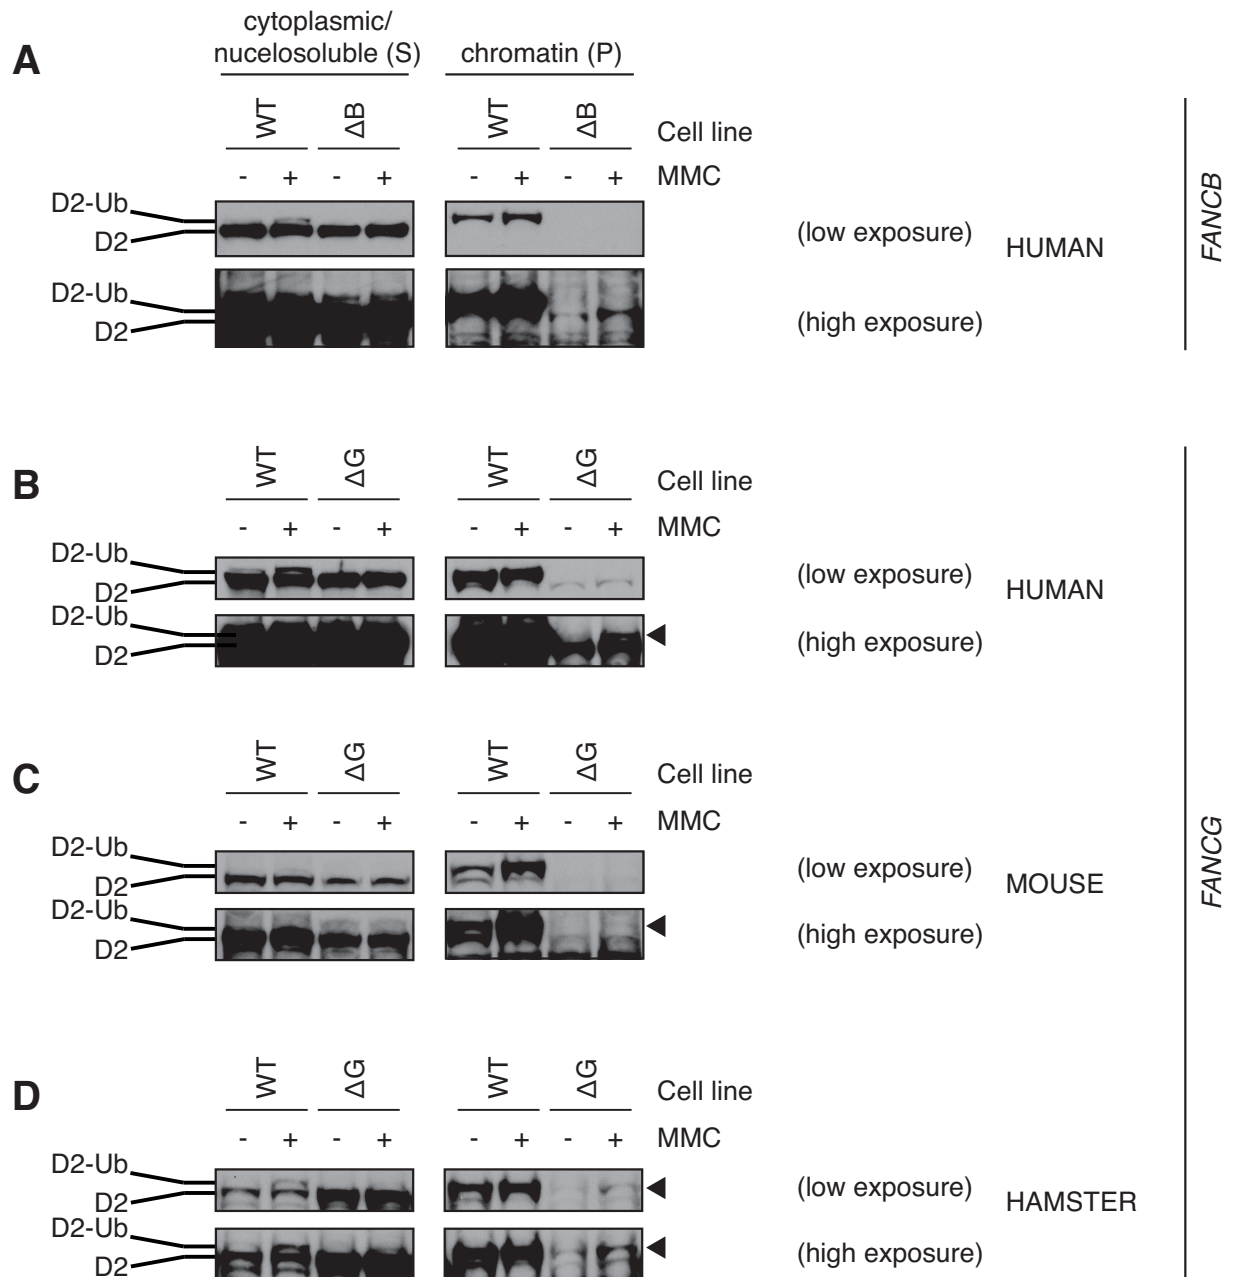 A
cytoplasmic/
nucelosoluble (S)
chromatin (P)
WT
ΔB
WT
ΔB
Cell line
- + - +
- + - +
MMC
D2-Ub
D2
(low exposure)
HUMAN
D2-Ub
D2
(high exposure)
FANCB
B
WT
ΔG
WT
ΔG
Cell line
- + - +
- + - +
MMC
D2-Ub
D2
(low exposure)
HUMAN
D2-Ub
D2
(high exposure)
C
WT
ΔG
WT
ΔG
Cell line
- + - +
- + - +
MMC
D2-Ub
D2
(low exposure)
MOUSE
D2-Ub
D2
(high exposure)
FANCG
D
WT
ΔG
WT
ΔG
Cell line
- + - +
- + - +
MMC
D2-Ub
D2
(low exposure)
HAMSTER
D2-Ub
D2
(high exposure)